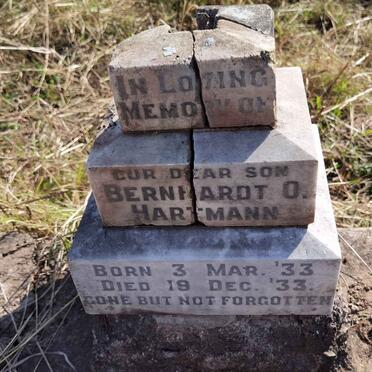 IN LOVING
MEMORY OF
OUR DEAR SON
BERNHARDT O.
HARTMANN
BORN 3 MAR. '33
DIED 19 DEC. '33.
GONE BUT NOT FORGOTTEN